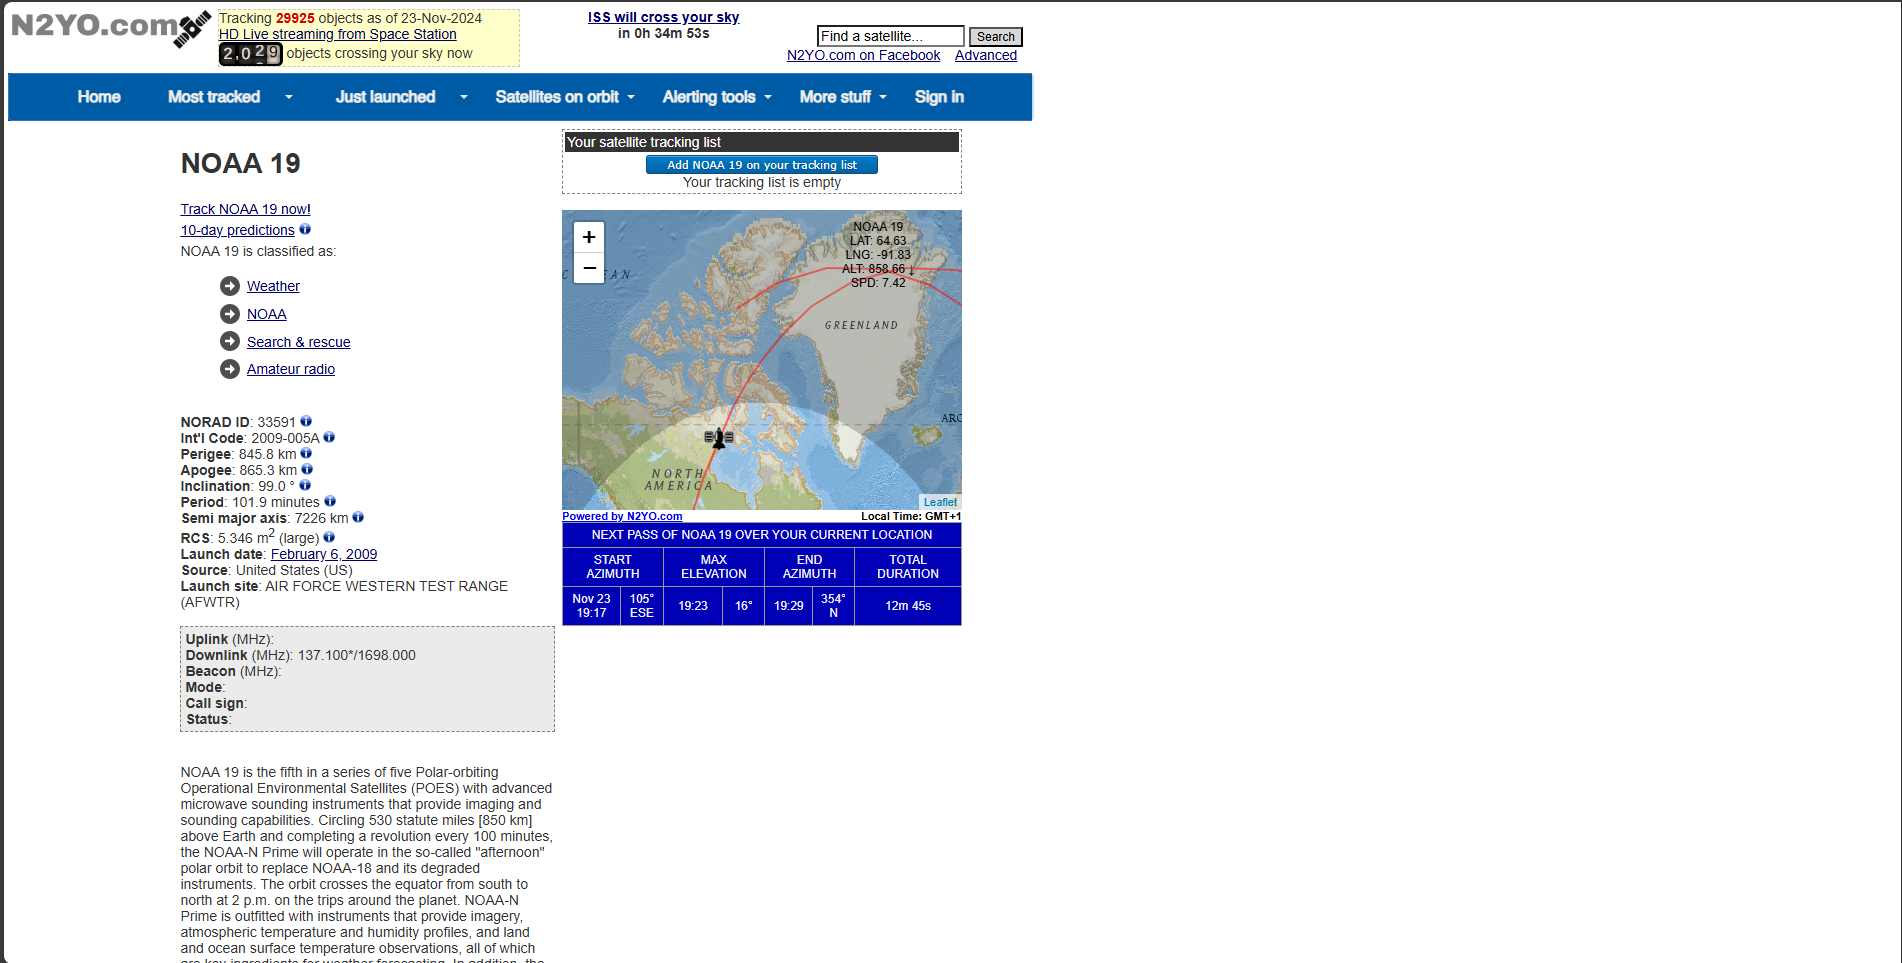 N2YO.com
Tracking 29925 objects as of 23-Nov-2024
HD Live streaming from Space Station
2,029 objects crossing your sky now
ISS will cross your sky
in 0h 34m 53s
Find a satellite... Search
N2YO.com on Facebook Advanced
Home Most tracked Just launched Satellites on orbit Alerting tools More stuff Sign in
NOAA 19
Track NOAA 19 now!
10-day predictions
NOAA 19 is classified as:
Weather
NOAA
Search & rescue
Amateur radio
NORAD ID: 33591
Int'l Code: 2009-005A
Perigee: 845.8 km
Apogee: 865.3 km
Inclination: 99.0 °
Period: 101.9 minutes
Semi major axis: 7226 km
RCS: 5.346 m2 (large)
Launch date: February 6, 2009
Source: United States (US)
Launch site: AIR FORCE WESTERN TEST RANGE
(AFWTR)
Uplink (MHz):
Downlink (MHz): 137.100*/1698.000
Beacon (MHz):
Mode:
Call sign:
Status:
NOAA 19 is the fifth in a series of five Polar-orbiting
Operational Environmental Satellites (POES) with advanced
microwave sounding instruments that provide imaging and
sounding capabilities. Circling 530 statute miles [850 km]
above Earth and completing a revolution every 100 minutes,
the NOAA-N Prime will operate in the so-called "afternoon"
polar orbit to replace NOAA-18 and its degraded
instruments. The orbit crosses the equator from south to
north at 2 p.m. on the trips around the planet. NOAA-N
Prime is outfitted with instruments that provide imagery,
atmospheric temperature and humidity profiles, and land
and ocean surface temperature observations, all of which
are key ingredients for weather forecasting. In addition, the
Your satellite tracking list
Add NOAA 19 on your tracking list
Your tracking list is empty
+
−
NOAA 19
LAT: 64.63
LNG: -91.83
ALT: 858.66 ↓
SPD: 7.42
GREENLAND
ARC
NORTH
AMERICA
Leaflet
Powered by N2YO.com Local Time: GMT+1
NEXT PASS OF NOAA 19 OVER YOUR CURRENT LOCATION
START AZIMUTH MAX ELEVATION END AZIMUTH TOTAL DURATION
Nov 23 19:17 105° ESE 19:23 16° 19:29 354° N 12m 45s